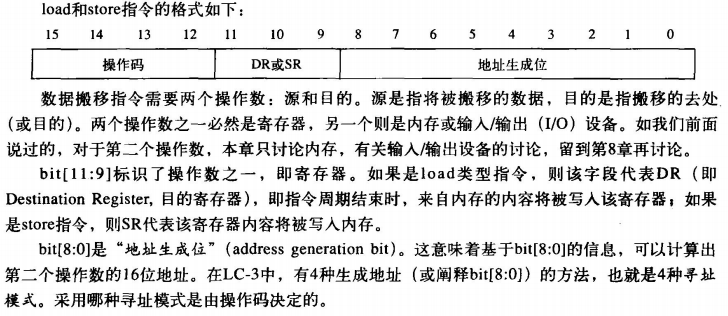 load和store指令的格式如下：
15 14 13 12 11 10 9 8 7 6 5 4 3 2 1 0
操作码 DR或SR 地址生成位
数据搬移指令需要两个操作数：源和目的。源是指将被搬移的数据，目的是指搬移的去处
（或目的）。两个操作数之一必然是寄存器，另一个则是内存或输入/输出（I/O）设备。如我们前面
说过的，对于第二个操作数，本章只讨论内存，有关输入/输出设备的讨论，留到第8章再讨论。
bit[11:9]标识了操作数之一，即寄存器。如果是load类型指令，则该字段代表DR（即
Destination Register, 目的寄存器），即指令周期结束时，来自内存的内容将被写入该寄存器；如果
是store指令，则SR代表该寄存器内容将被写入内存。
bit[8:0]是“地址生成位”（address generation bit）。这意味着基于bit[8:0]的信息，可以计算出
第二个操作数的16位地址。在LC-3中，有4种生成地址（或阐释bit[8:0]）的方法，也就是4种寻址
模式。采用哪种寻址模式是由操作码决定的。